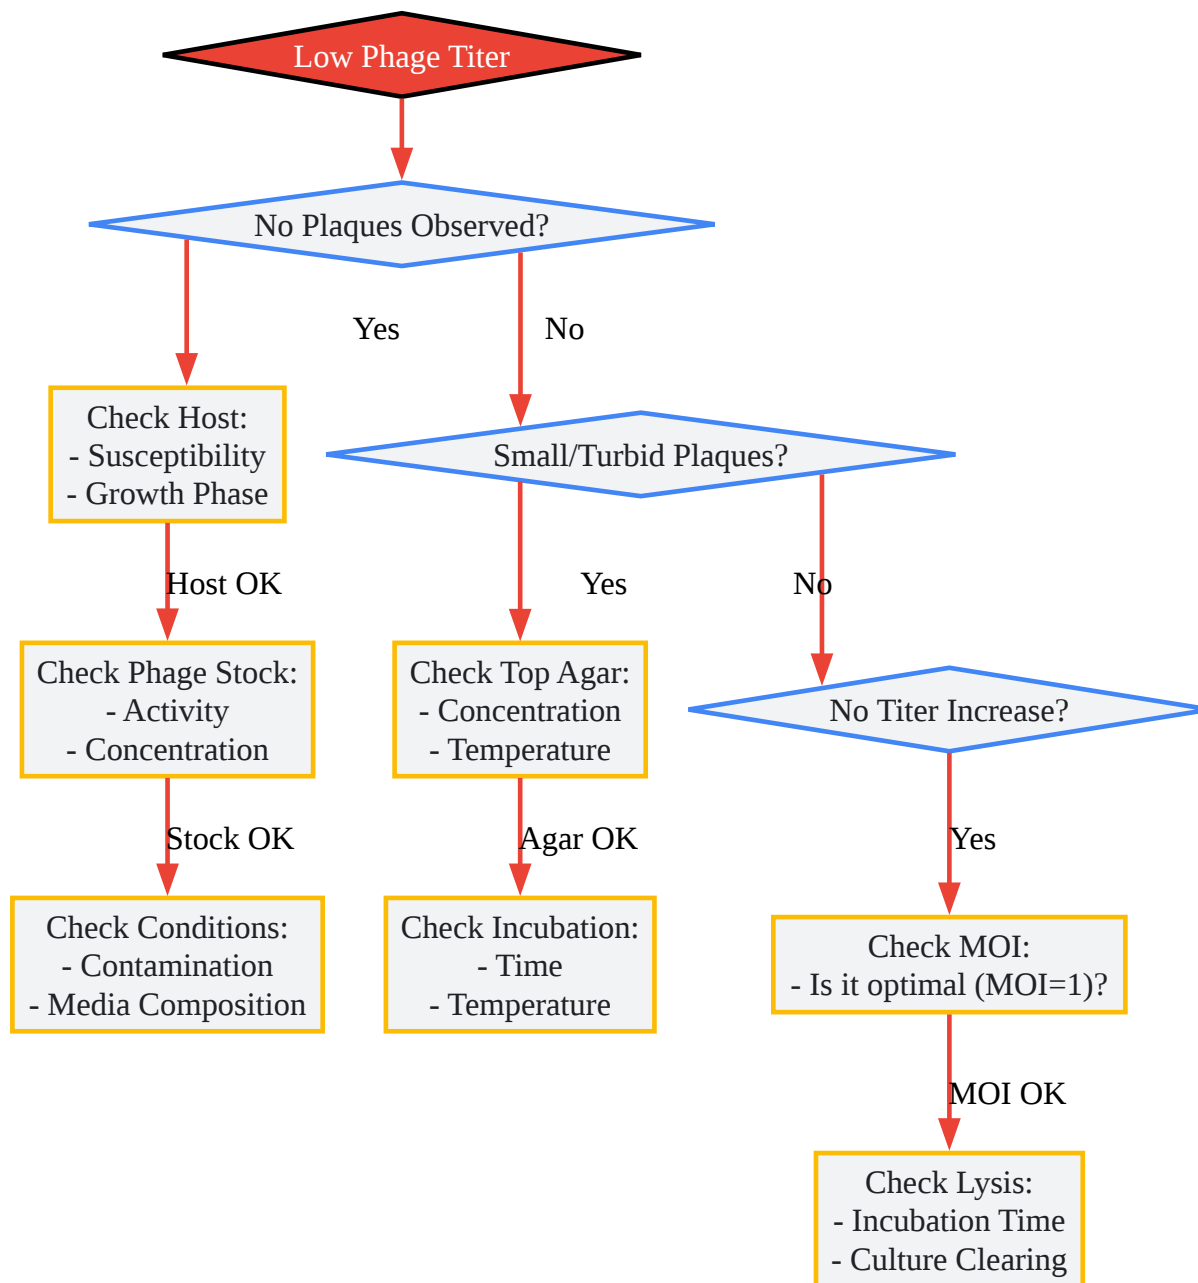 Low Phage Titer
No Plaques Observed?
Yes
No
Check Host:
- Susceptibility
- Growth Phase
Small/Turbid Plaques?
Host OK
Yes
No
Check Phage Stock:
- Activity
- Concentration
Check Top Agar:
- Concentration
- Temperature
No Titer Increase?
Stock OK
Agar OK
Yes
Check Conditions:
- Contamination
- Media Composition
Check Incubation:
- Time
- Temperature
Check MOI:
- Is it optimal (MOI=1)?
MOI OK
Check Lysis:
- Incubation Time
- Culture Clearing